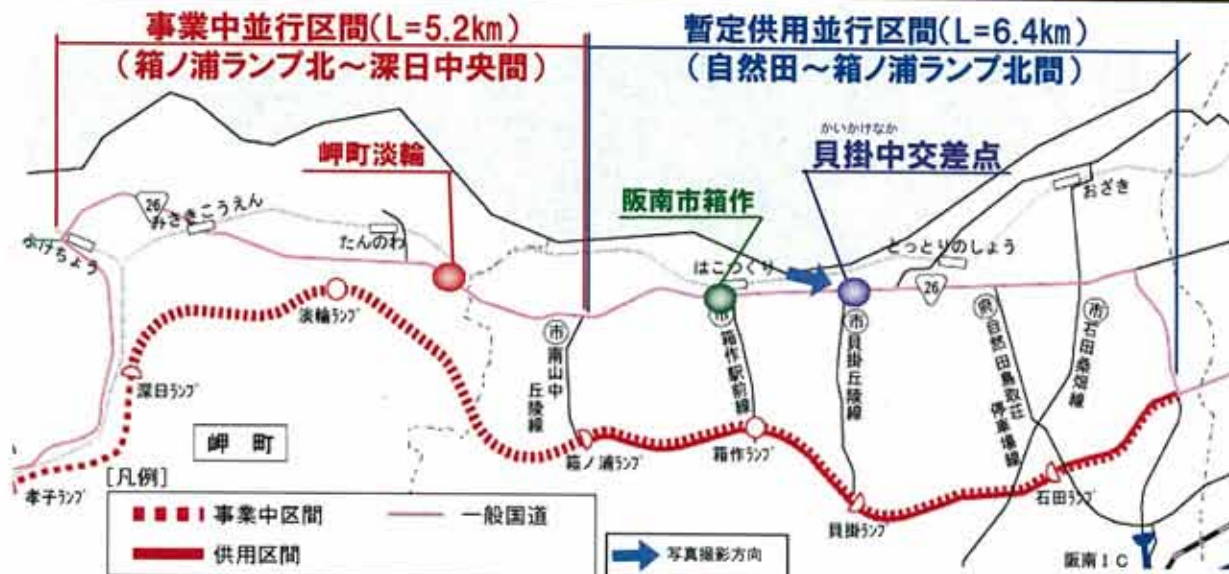 事業中並行区間(L=5.2km)
(箱ノ浦ランプ北～深日中央間)
暫定供用並行区間(L=6.4km)
(自然田～箱ノ浦ランプ北間)
岬町淡輪
かいかけなか
貝掛中交差点
阪南市箱作
26
みさきこうえん
ふけちょう
たんのわ
はこつくり
とっとりのしょう
おざき
26
淡輪ランプ
深日ランプ
孝子ランプ
岬町
市 南山中丘陵線
市 箱作駅前線
市 貝掛丘陵線
県 自然田鳥取荘停車場線
市 石田桑畑線
箱ノ浦ランプ
箱作ランプ
貝掛ランプ
石田ランプ
阪南IC
[凡例]
事業中区間
一般国道
供用区間
写真撮影方向